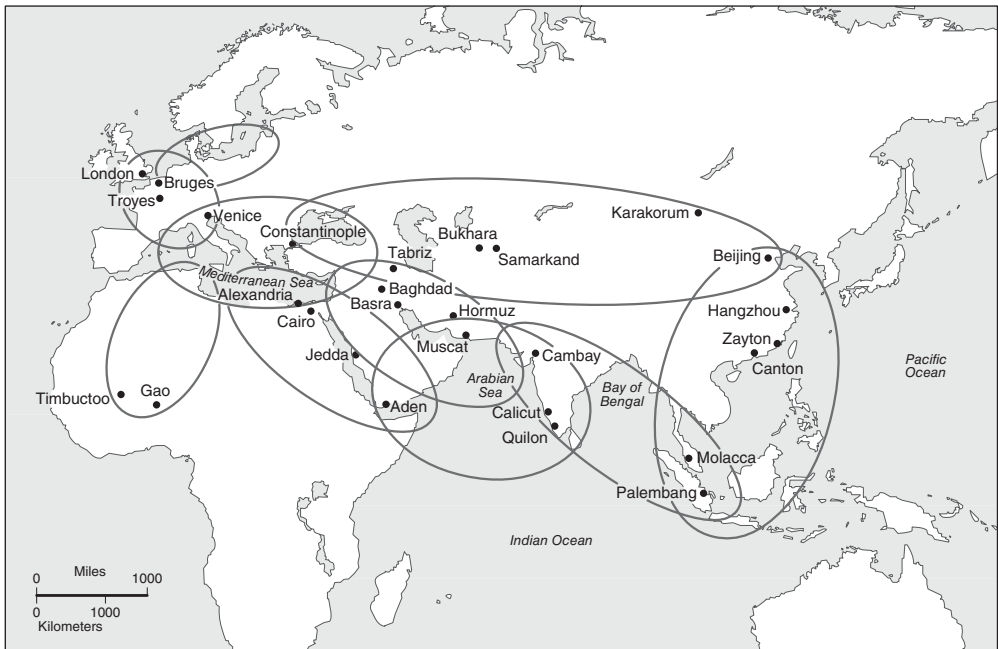 London
Bruges
Troyes
Venice
Constantinople
Karakorum
Bukhara
Samarkand
Beijing
Tabriz
Mediterranean Sea
Alexandria
Baghdad
Basra
Hormuz
Cairo
Hangzhou
Zayton
Canton
Muscat
Jedda
Cambay
Pacific
Ocean
Arabian
Sea
Bay of
Bengal
Timbuctoo
Gao
Aden
Calicut
Quilon
Molacca
Palembang
Indian Ocean
0 Miles 1000
0 1000
Kilometers